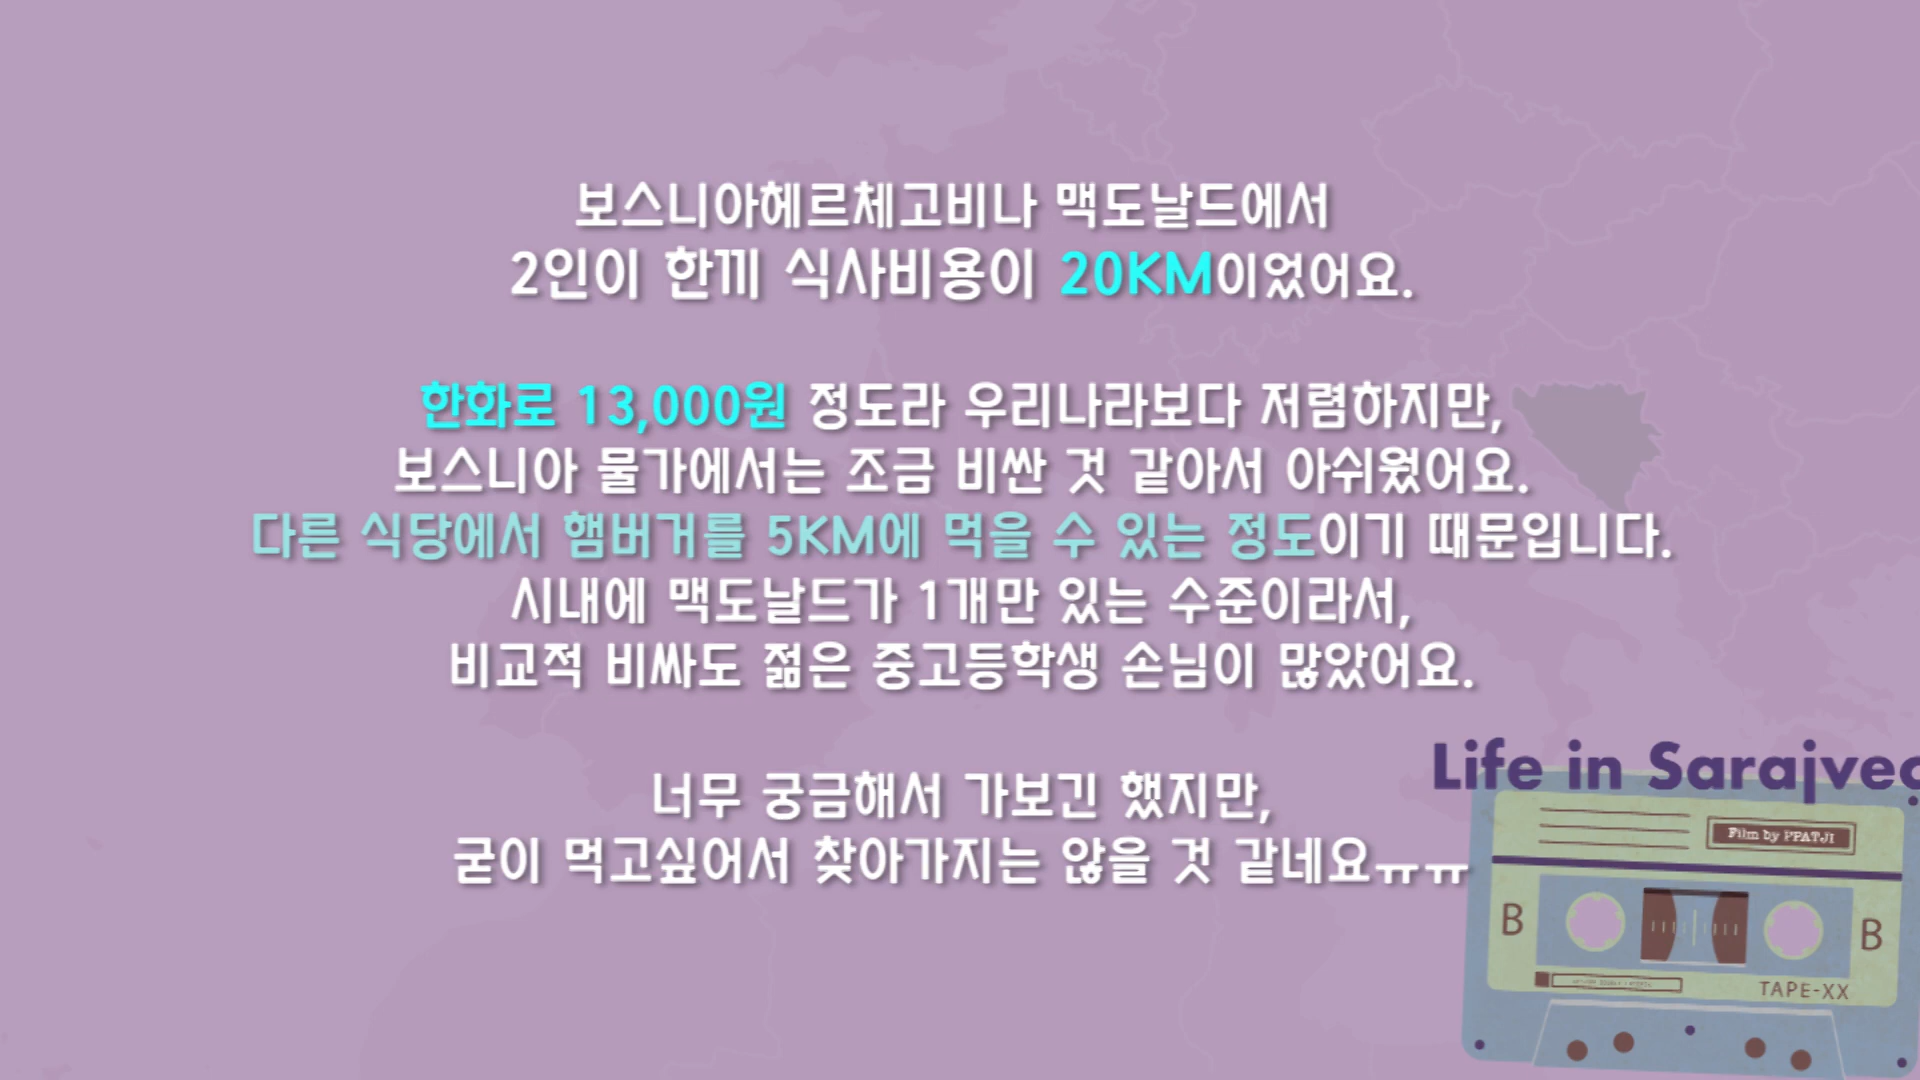 보스니아헤르체고비나 맥도날드에서
2인이 한끼 식사비용이 20KM이었어요.
한화로 13,000원 정도라 우리나라보다 저렴하지만,
보스니아 물가에서는 조금 비싼 것 같아서 아쉬웠어요.
다른 식당에서 햄버거를 5KM에 먹을 수 있는 정도이기 때문입니다.
시내에 맥도날드가 1개만 있는 수준이라서,
비교적 비싸도 젊은 중고등학생 손님이 많았어요.
너무 궁금해서 가보긴 했지만,
굳이 먹고싶어서 찾아가지는 않을 것 같네요ㅠㅠ
Life in Sarajveo
Film by PPATJI
B
B
TAPE-XX